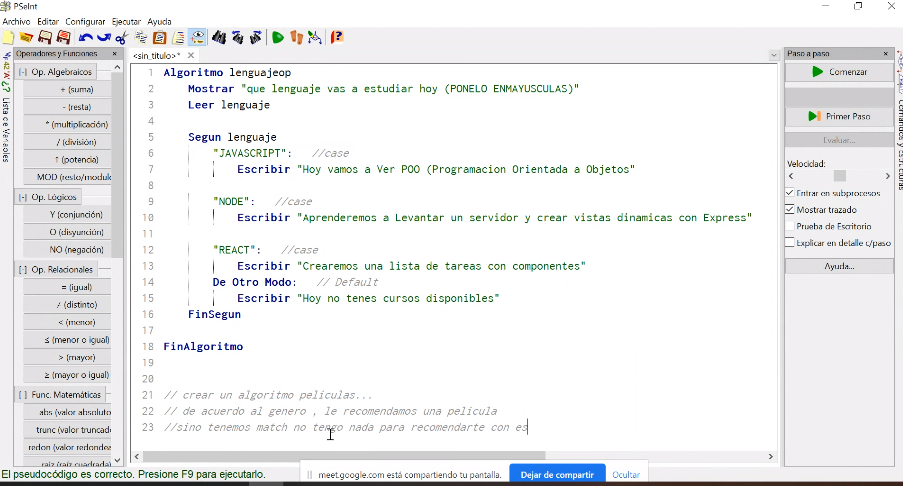 PSeInt
Archivo Editar Configurar Ejecutar Ayuda
Operadores y Funciones
<sin_titulo>*
Paso a paso
Lista de Variables
Comandos y Estructuras
[-] Op. Algebraicos
+ (suma)
- (resta)
* (multiplicación)
/ (división)
↑ (potencia)
MOD (resto/modulo
[-] Op. Lógicos
Y (conjunción)
O (disyunción)
NO (negación)
[-] Op. Relacionales
= (igual)
≠ (distinto)
< (menor)
≤ (menor o igual)
> (mayor)
≥ (mayor o igual)
[-] Func. Matemáticas
abs (valor absoluto
trunc (valor truncad
redon (valor redonde
raiz (raíz cuadrada)
1 Algoritmo lenguajeop
2 Mostrar "que lenguaje vas a estudiar hoy (PONELO ENMAYUSCULAS)"
3 Leer lenguaje
4
5 Segun lenguaje
6 "JAVASCRIPT": //case
7 Escribir "Hoy vamos a Ver POO (Programacion Orientada a Objetos"
8
9 "NODE": //case
10 Escribir "Aprenderemos a Levantar un servidor y crear vistas dinamicas con Express"
11
12 "REACT": //case
13 Escribir "Crearemos una lista de tareas con componentes"
14 De Otro Modo: // Default
15 Escribir "Hoy no tenes cursos disponibles"
16 FinSegun
17
18 FinAlgoritmo
19
20
21 // crear un algoritmo peliculas...
22 // de acuerdo al genero , le recomendamos una pelicula
23 //sino tenemos match no tengo nada para recomendarte con es
Comenzar
Primer Paso
Evaluar...
Velocidad:
Entrar en subprocesos
Mostrar trazado
Prueba de Escritorio
Explicar en detalle c/paso
Ayuda...
El pseudocódigo es correcto. Presione F9 para ejecutarlo.
meet.google.com está compartiendo tu pantalla.
Dejar de compartir
Ocultar